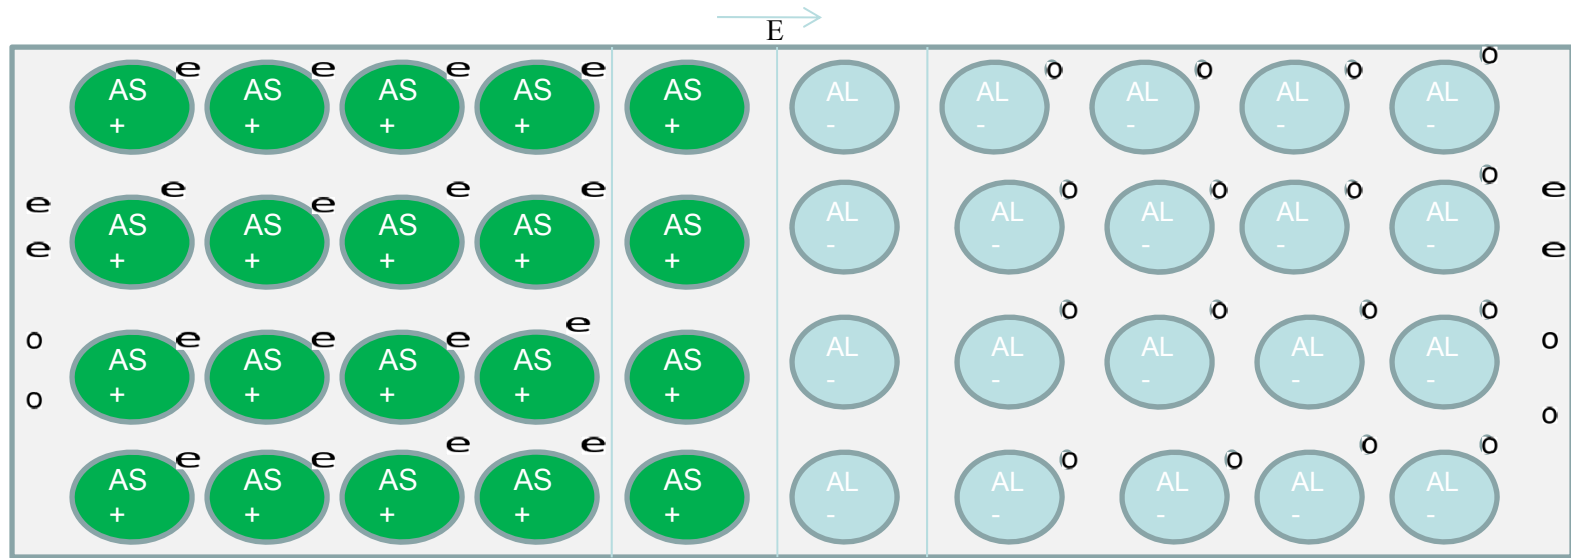 E
e e e e o o o o
AS AS AS AS AS AL AL AL AL AL
+ + + + + - - - - -
e e e e e o o o o e
AS AS AS AS AS AL AL AL AL AL
e e
+ + + + + - - - - -
o e e e e o o o o o
AS AS AS AS AS AL AL AL AL AL
+ + + + + - - - - -
o o
e e e e o o o o
AS AS AS AS AS AL AL AL AL AL
+ + + + + - - - - -